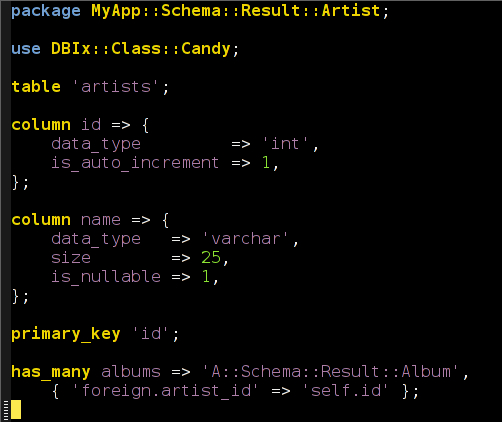 package MyApp::Schema::Result::Artist;
use DBIx::Class::Candy;
table 'artists';
column id => {
    data_type         => 'int',
    is_auto_increment => 1,
};
column name => {
    data_type   => 'varchar',
    size        => 25,
    is_nullable => 1,
};
primary_key 'id';
has_many albums => 'A::Schema::Result::Album',
    { 'foreign.artist_id' => 'self.id' };